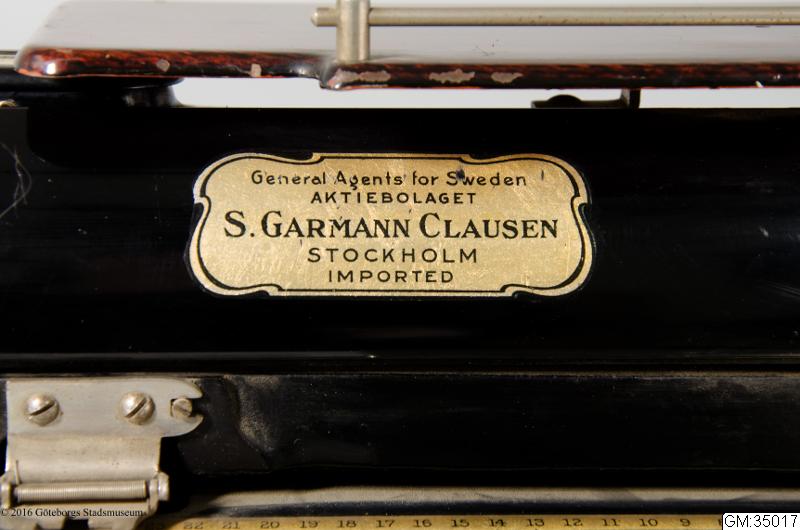 General Agents for Sweden
AKTIEBOLAGET
S. GARMANN CLAUSEN
STOCKHOLM
IMPORTED
21 20 19 18 17 16 15 14 13 12 11 10 9
© 2016 Göteborgs Stadsmuseum
GM:35017